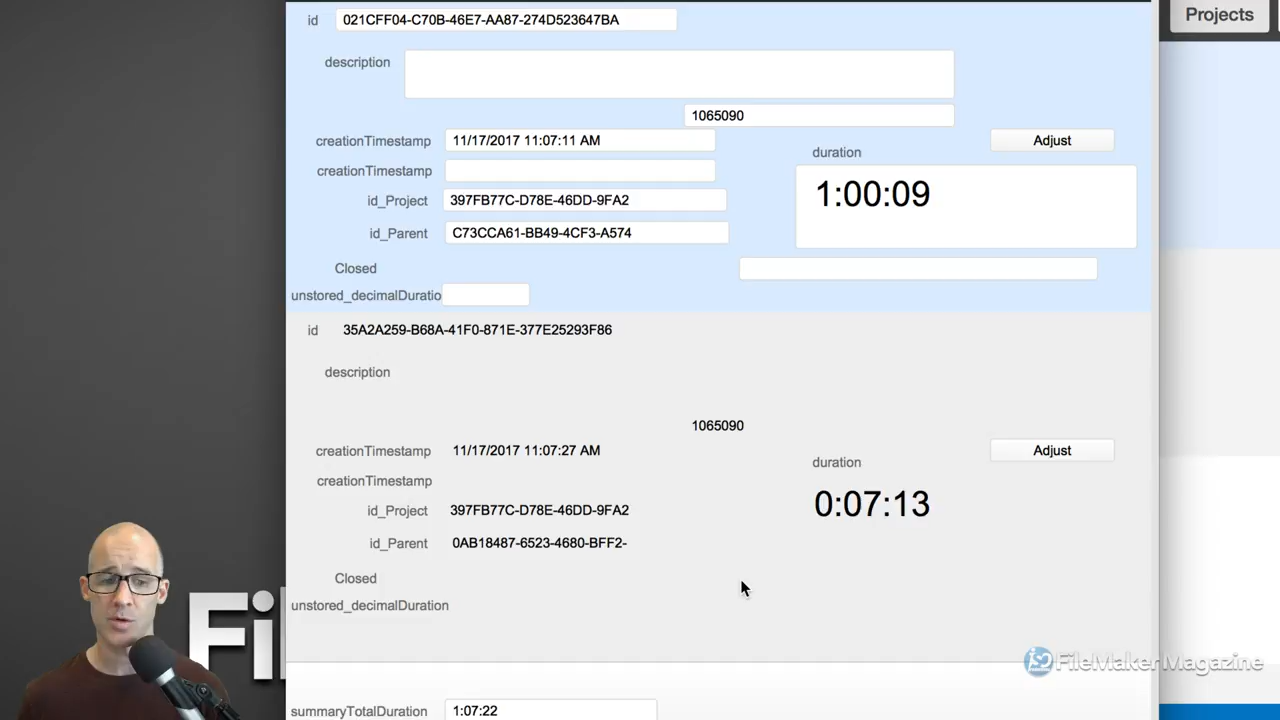 Projects
id 021CFF04-C70B-46E7-AA87-274D523647BA
description
1065090
creationTimestamp 11/17/2017 11:07:11 AM
Adjust
duration
creationTimestamp
1:00:09
id_Project 397FB77C-D78E-46DD-9FA2
id_Parent C73CCA61-BB49-4CF3-A574
Closed
unstored_decimalDuratio
id 35A2A259-B68A-41F0-871E-377E25293F86
description
1065090
creationTimestamp 11/17/2017 11:07:27 AM
Adjust
duration
creationTimestamp
0:07:13
id_Project 397FB77C-D78E-46DD-9FA2
id_Parent 0AB18487-6523-4680-BFF2-
Closed
unstored_decimalDuration
Fi
FileMaker Magazine
summaryTotalDuration 1:07:22